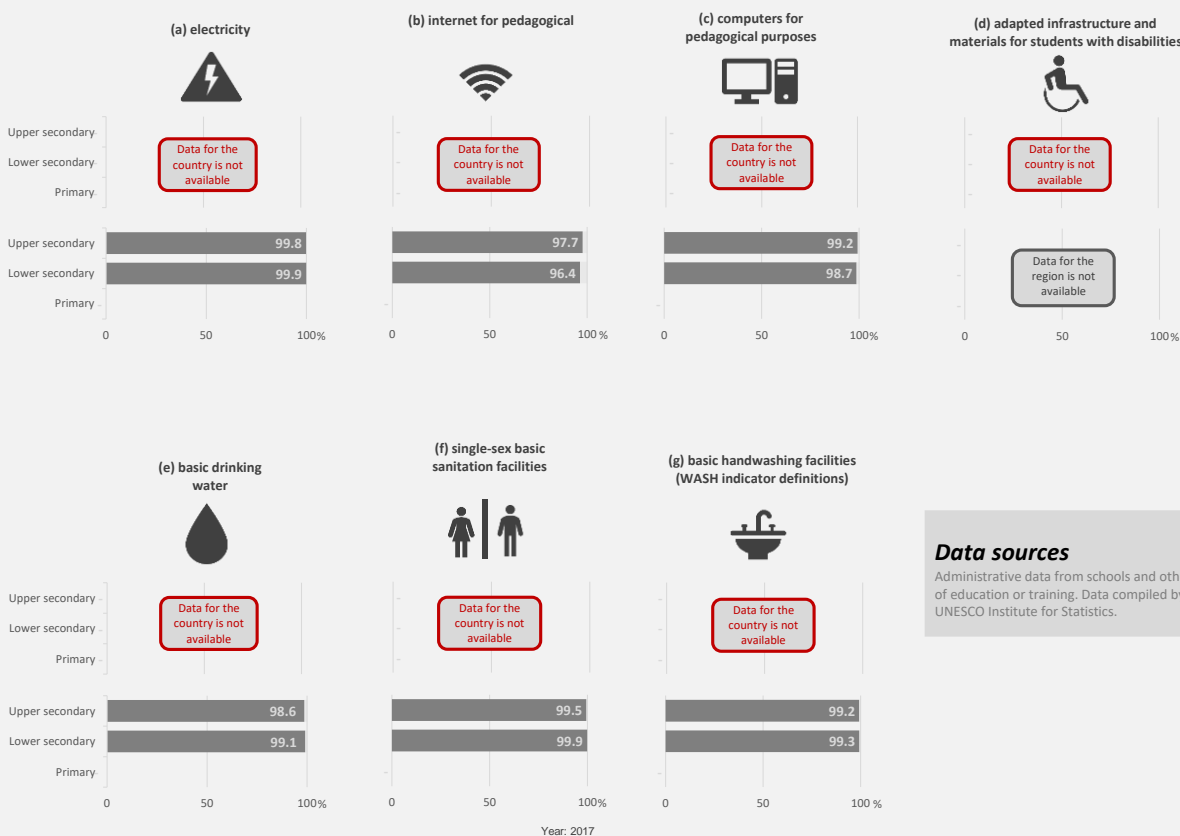 (a) electricity
(b) internet for pedagogical
(c) computers for
pedagogical purposes
(d) adapted infrastructure and
materials for students with disabilities
Upper secondary
Lower secondary
Primary
Data for the
country is not
available
Data for the
country is not
available
Data for the
country is not
available
Data for the
country is not
available
Upper secondary
Lower secondary
Primary
99.8
99.9
97.7
96.4
99.2
98.7
Data for the
region is not
available
0 50 100%
0 50 100%
0 50 100%
0 50 100%
(e) basic drinking
water
(f) single-sex basic
sanitation facilities
(g) basic handwashing facilities
(WASH indicator definitions)
Upper secondary
Lower secondary
Primary
Data for the
country is not
available
Data for the
country is not
available
Data for the
country is not
available
Upper secondary
Lower secondary
Primary
98.6
99.1
99.5
99.9
99.2
99.3
0 50 100%
0 50 100%
0 50 100%
Data sources
Administrative data from schools and oth
of education or training. Data compiled by
UNESCO Institute for Statistics.
Year: 2017